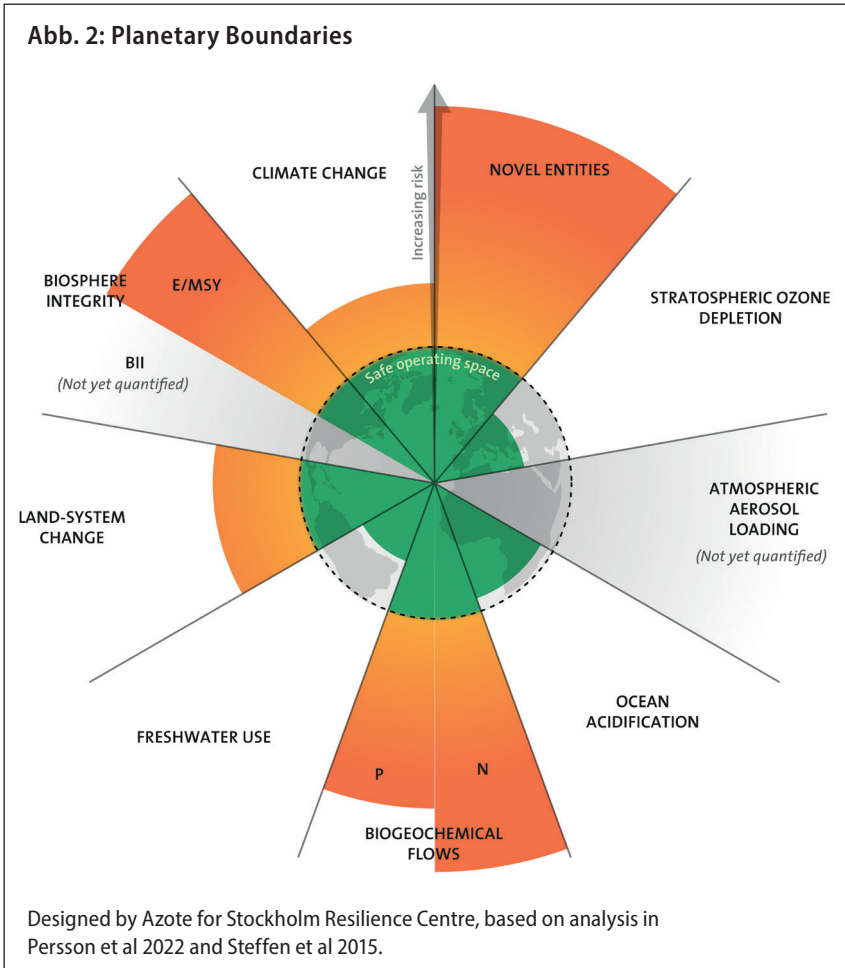 Abb. 2: Planetary Boundaries
CLIMATE CHANGE
Increasing risk
NOVEL ENTITIES
STRATOSPHERIC OZONE
DEPLETION
BIOSPHERE
INTEGRITY
E/MSY
BII
(Not yet quantified)
Safe operating space
LAND-SYSTEM
CHANGE
ATMOSPHERIC
AEROSOL
LOADING
(Not yet quantified)
FRESHWATER USE
OCEAN
ACIDIFICATION
P
N
BIOGEOCHEMICAL
FLOWS
Designed by Azote for Stockholm Resilience Centre, based on analysis in
Persson et al 2022 and Steffen et al 2015.